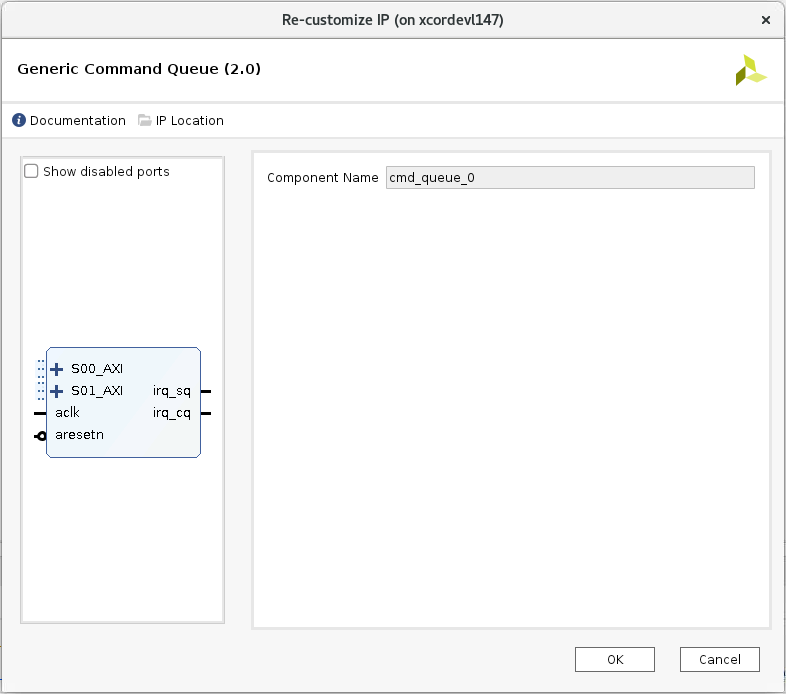 Re-customize IP (on xcordevl147)
Generic Command Queue (2.0)
Documentation IP Location
Show disabled ports
Component Name cmd_queue_0
S00_AXI
S01_AXI irq_sq
aclk irq_cq
aresetn
OK Cancel